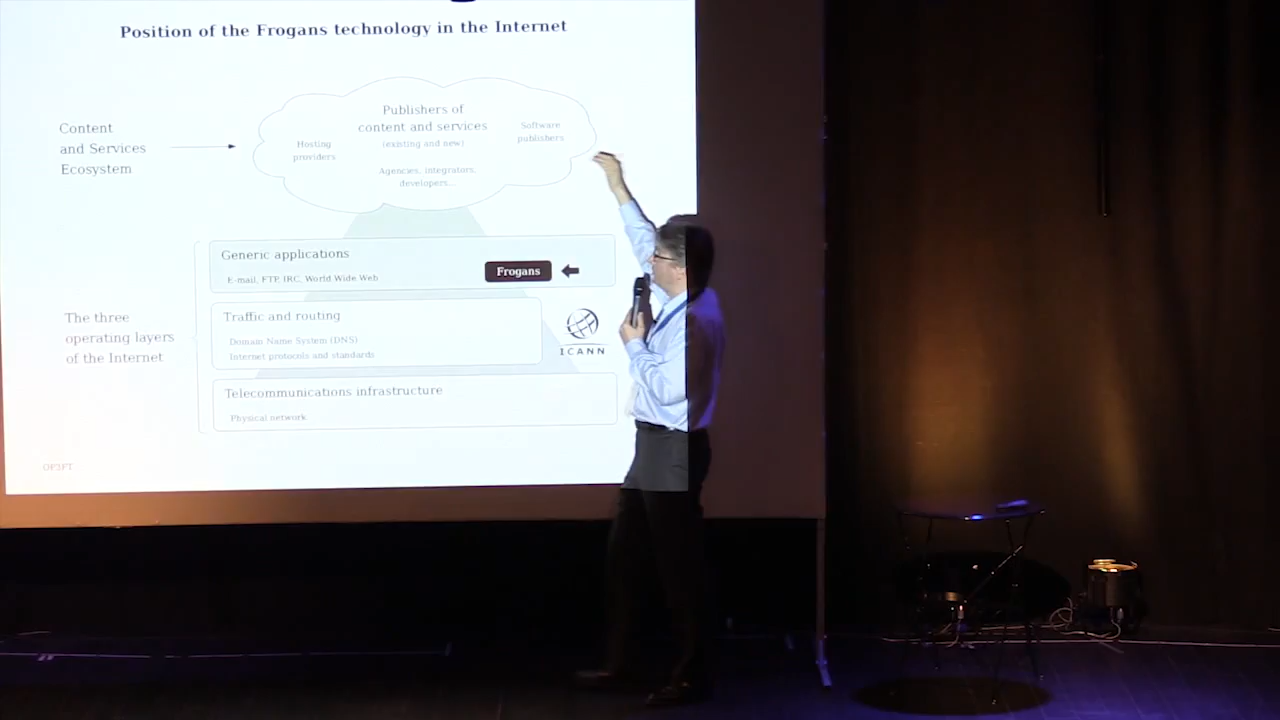 Position of the Frogans technology in the Internet
Content
and Services
Ecosystem
Publishers of
content and services
(existing and new)
Hosting
providers
Software
publishers
Agencies, integrators,
developers...
The three
operating layers
of the Internet
Generic applications
E-mail, FTP, IRC, World Wide Web
Frogans
Traffic and routing
Domain Name System (DNS)
Internet protocols and standards
ICANN
Telecommunications infrastructure
Physical network
OP3FT